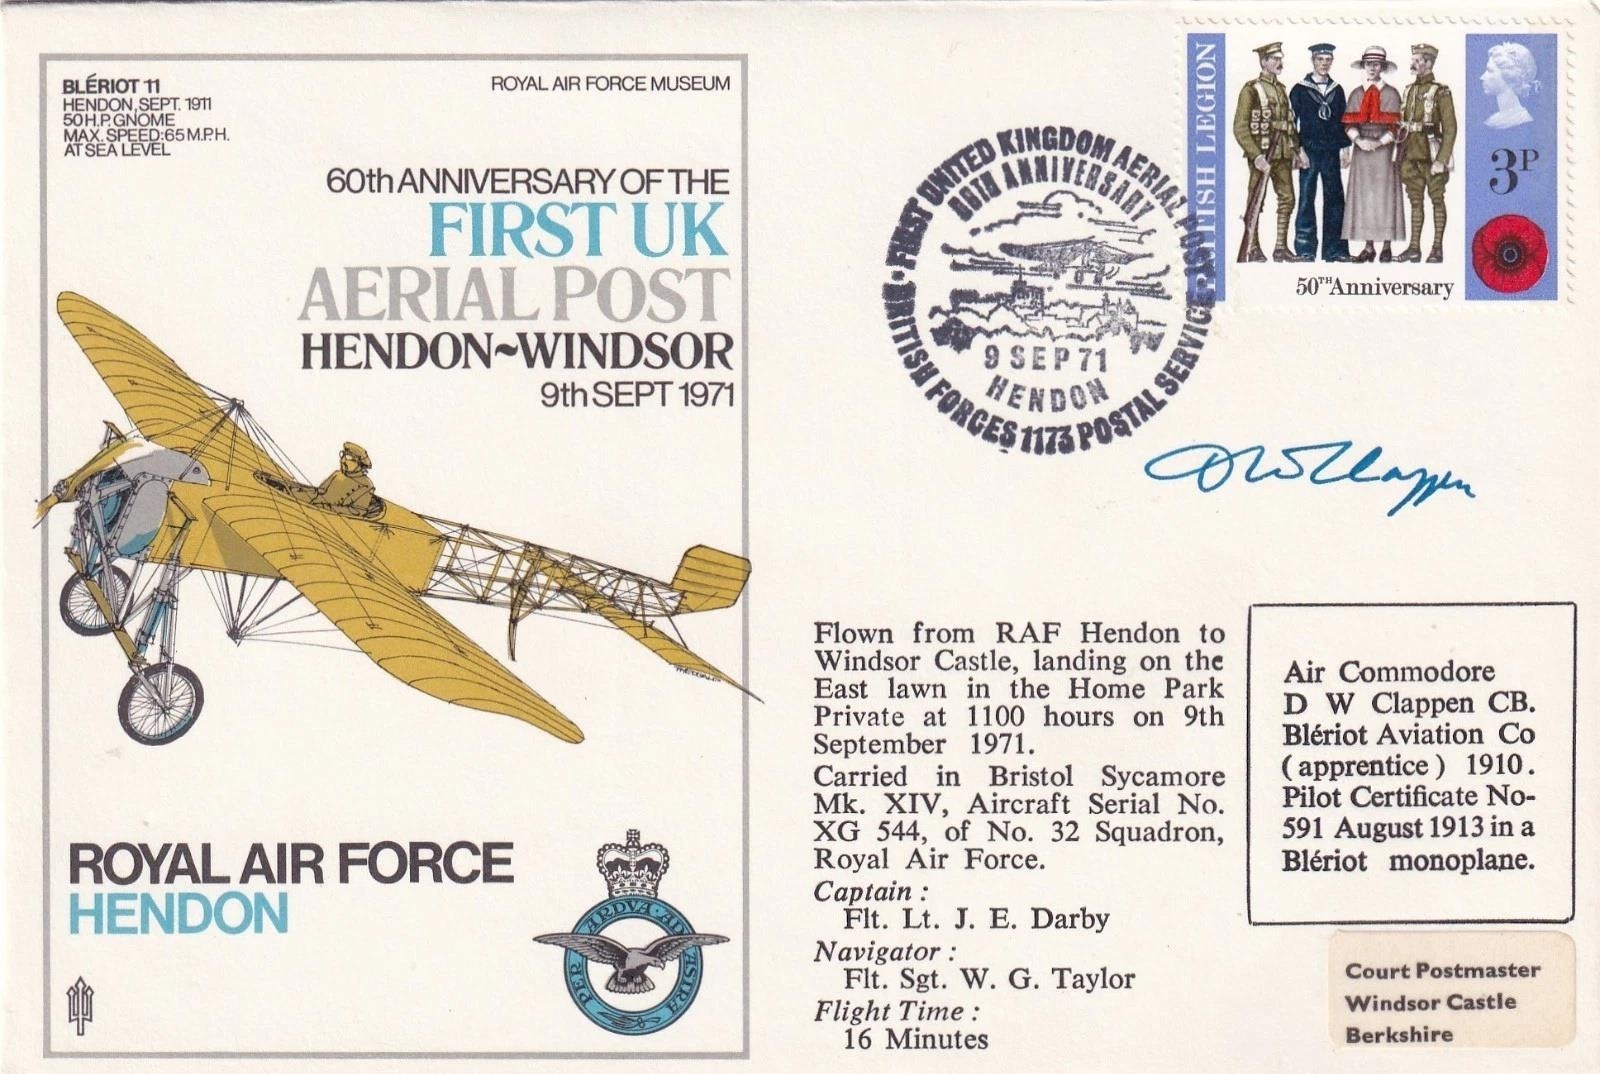 BLÉRIOT 11
HENDON, SEPT. 1911
50 H.P. GNOME
MAX. SPEED: 65 M.P.H.
AT SEA LEVEL
ROYAL AIR FORCE MUSEUM
60th ANNIVERSARY OF THE
FIRST UK
AERIAL POST
HENDON~WINDSOR
9th SEPT 1971
ROYAL AIR FORCE
HENDON
PER ARDVA AD ASTRA
FIRST UNITED KINGDOM AERIAL POST
60TH ANNIVERSARY
9 SEP 71
HENDON
BRITISH FORCES 1173 POSTAL SERVICE
BRITISH LEGION
3P
50TH Anniversary
D W Clappen
Flown from RAF Hendon to
Windsor Castle, landing on the
East lawn in the Home Park
Private at 1100 hours on 9th
September 1971.
Carried in Bristol Sycamore
Mk. XIV, Aircraft Serial No.
XG 544, of No. 32 Squadron,
Royal Air Force.
Captain :
Flt. Lt. J. E. Darby
Navigator :
Flt. Sgt. W. G. Taylor
Flight Time :
16 Minutes
Air Commodore
D W Clappen CB.
Blériot Aviation Co
(apprentice) 1910.
Pilot Certificate No-
591 August 1913 in a
Blériot monoplane.
Court Postmaster
Windsor Castle
Berkshire